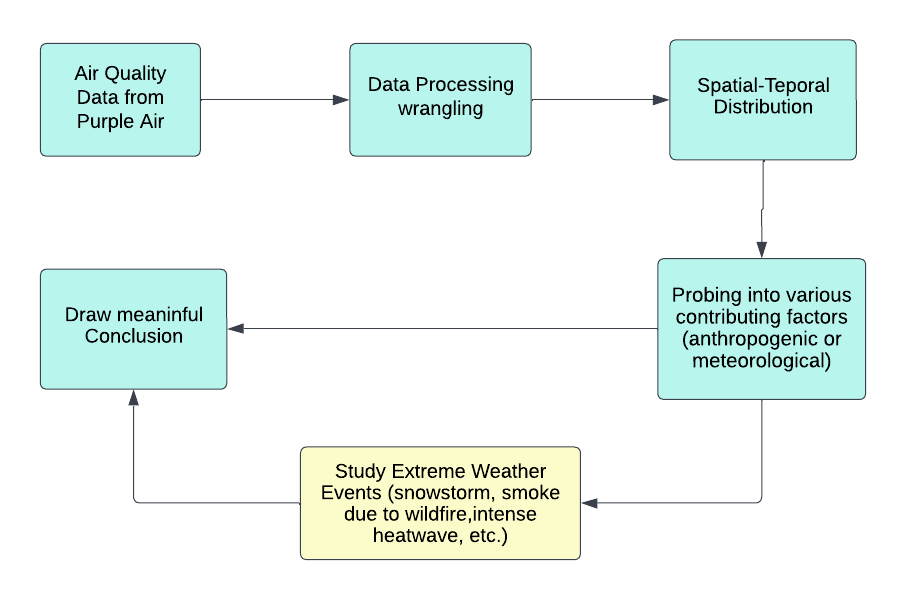 Air Quality
Data from
Purple Air
Data Processing
wrangling
Spatial-Teporal
Distribution
Probing into various
contributing factors
(anthropogenic or
meteorological)
Draw meaninful
Conclusion
Study Extreme Weather
Events (snowstorm, smoke
due to wildfire,intense
heatwave, etc.)